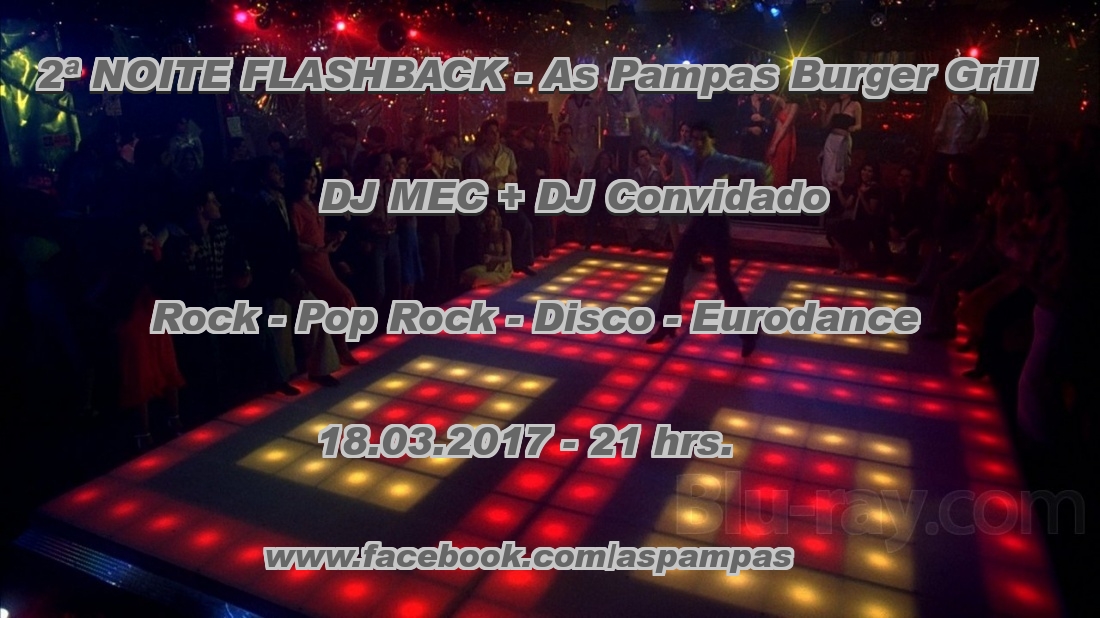 2ª NOITE FLASHBACK - As Pampas Burger Grill
DJ MEC + DJ Convidado
Rock - Pop Rock - Disco - Eurodance
18.03.2017 - 21 hrs.
Blu-ray.com
www.facebook.com/aspampas